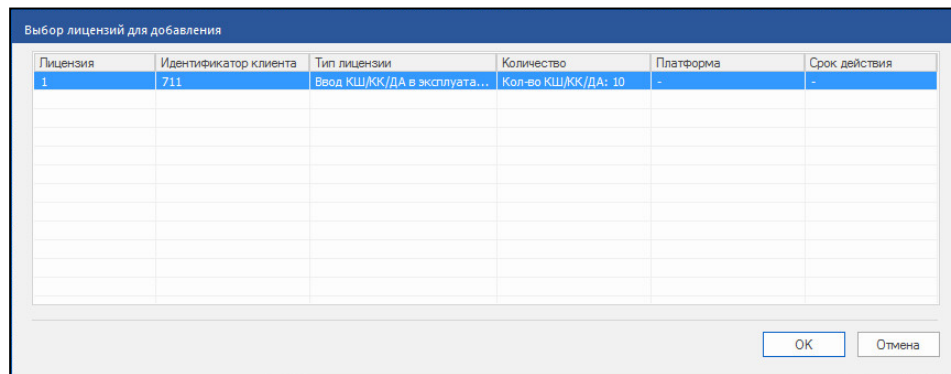 Выбор лицензий для добавления
Лицензия Идентификатор клиента Тип лицензии Количество Платформа Срок действия
1 711 Ввод КШ/КК/ДА в эксплуата... Кол-во КШ/КК/ДА: 10 - -
OK Отмена